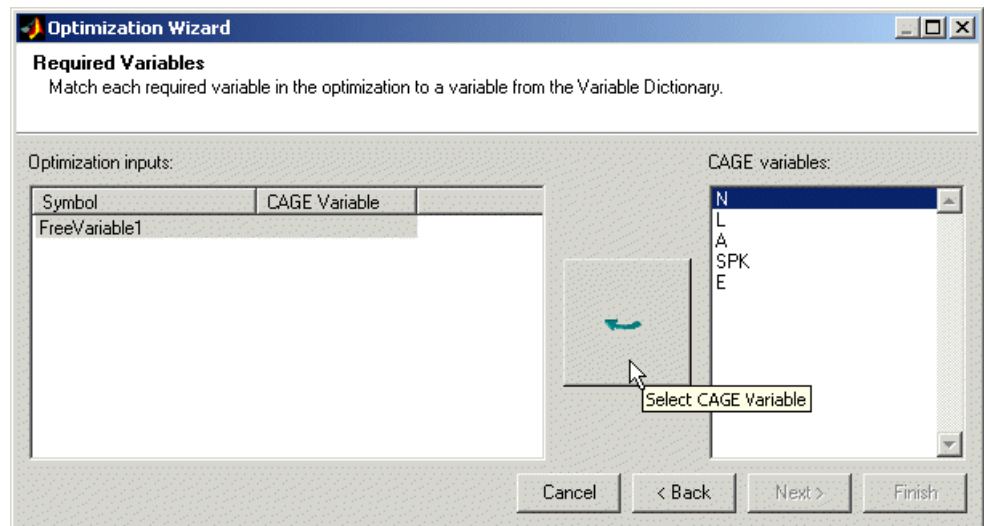 Optimization Wizard
Required Variables
Match each required variable in the optimization to a variable from the Variable Dictionary.
Optimization inputs:
CAGE variables:
Symbol CAGE Variable
FreeVariable1
N
L
A
SPK
E
Select CAGE Variable
Cancel < Back Next > Finish